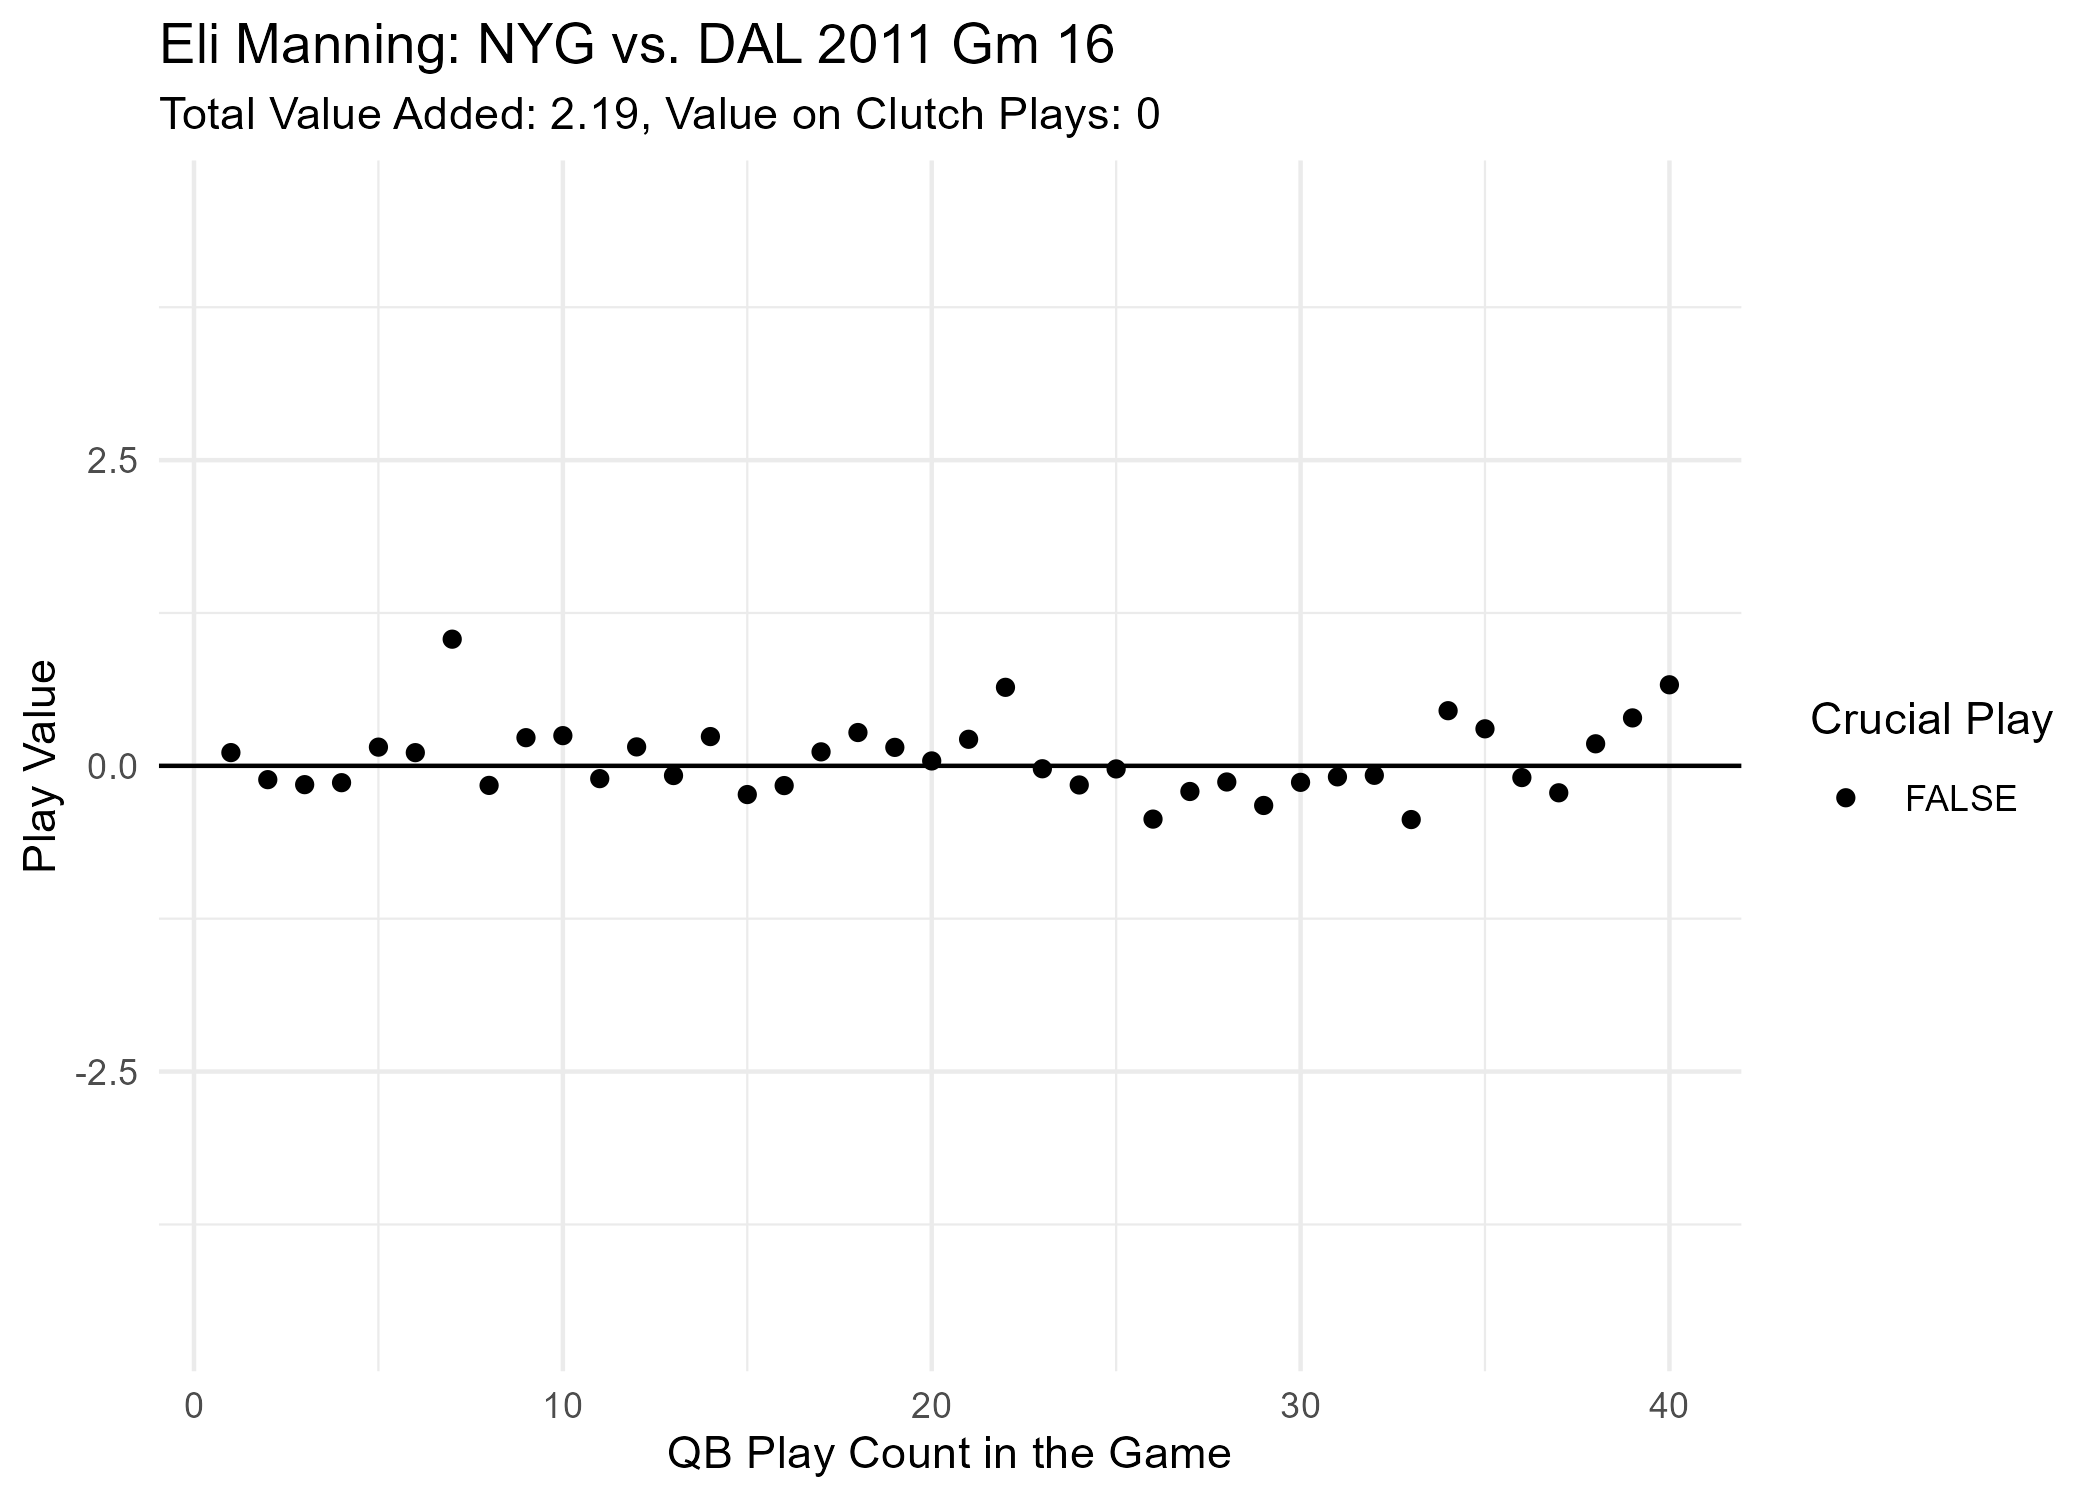 Eli Manning: NYG vs. DAL 2011 Gm 16
Total Value Added: 2.19, Value on Clutch Plays: 0
Play Value
2.5
0.0
-2.5
0 10 20 30 40
QB Play Count in the Game
Crucial Play
FALSE